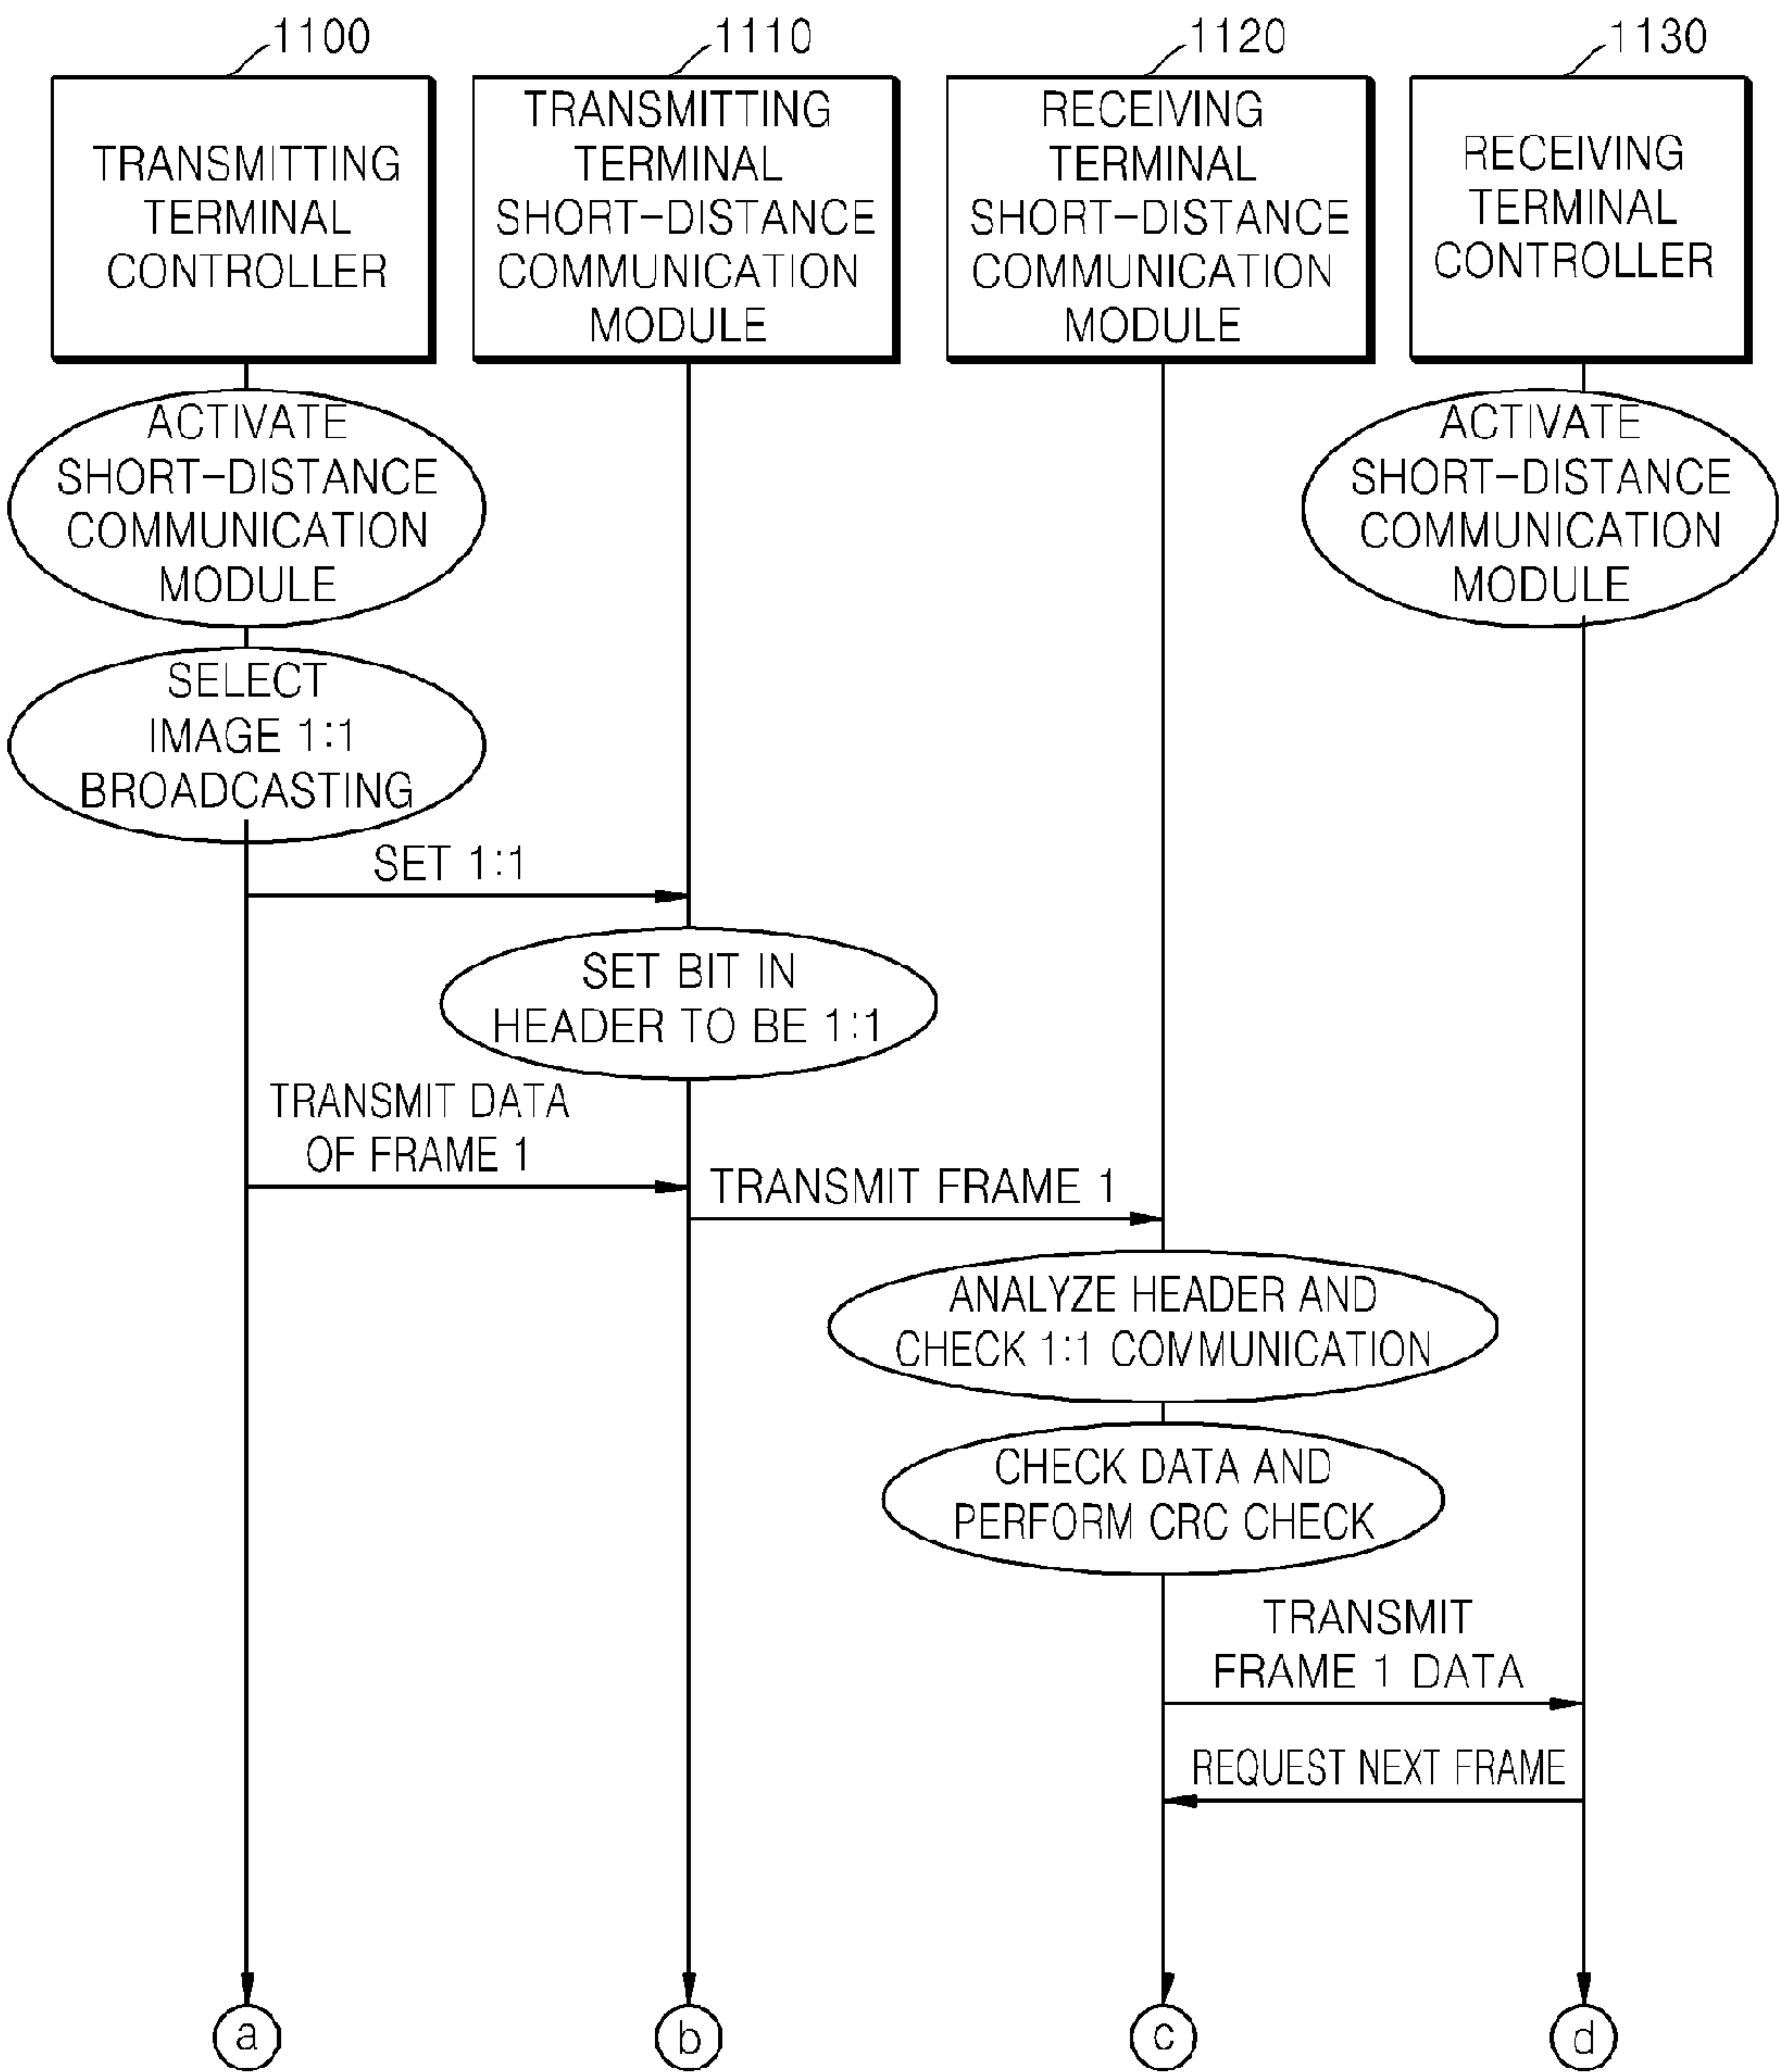 1100
1110
1120
1130
TRANSMITTING
TERMINAL
CONTROLLER
TRANSMITTING
TERMINAL
SHORT-DISTANCE
COMMUNICATION
MODULE
RECEIVING
TERMINAL
SHORT-DISTANCE
COMMUNICATION
MODULE
RECEIVING
TERMINAL
CONTROLLER
ACTIVATE
SHORT-DISTANCE
COMMUNICATION
MODULE
ACTIVATE
SHORT-DISTANCE
COMMUNICATION
MODULE
SELECT
IMAGE 1:1
BROADCASTING
SET 1:1
SET BIT IN
HEADER TO BE 1:1
TRANSMIT DATA
OF FRAME 1
TRANSMIT FRAME 1
ANALYZE HEADER AND
CHECK 1:1 COMMUNICATION
CHECK DATA AND
PERFORM CRC CHECK
TRANSMIT
FRAME 1 DATA
REQUEST NEXT FRAME
a
b
c
d